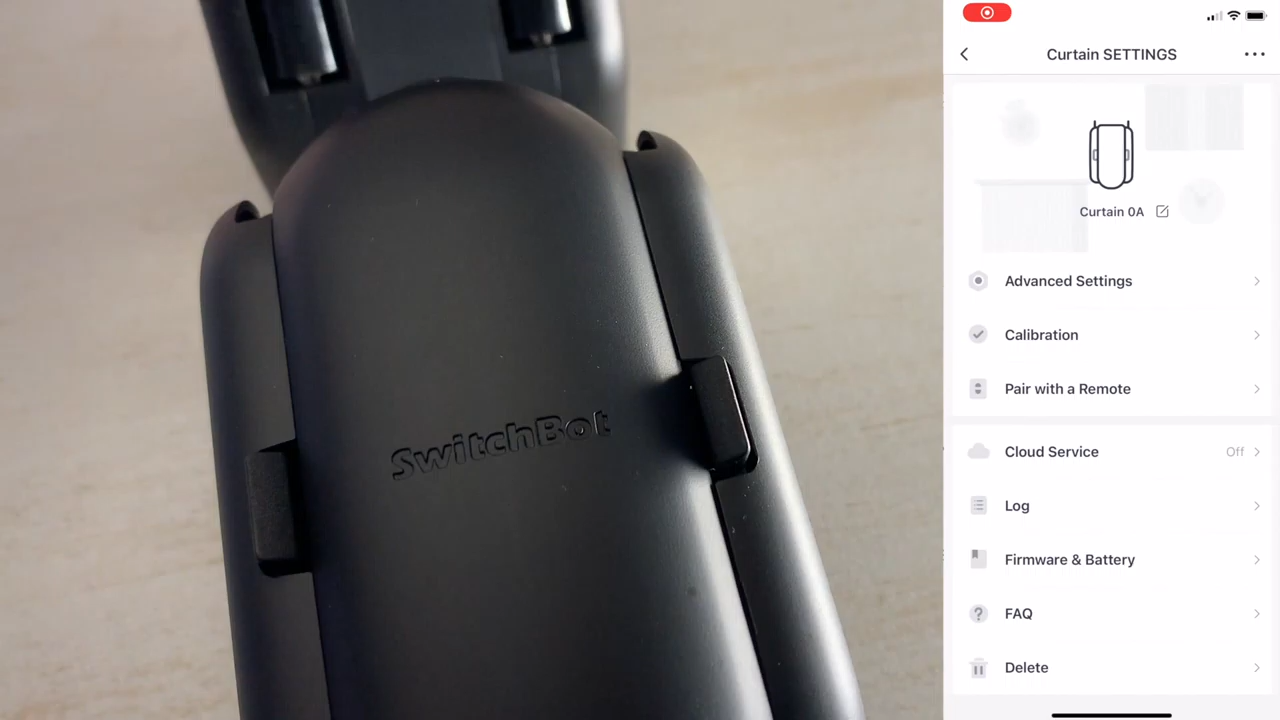 SwitchBot
Curtain SETTINGS
Curtain 0A
Advanced Settings
Calibration
Pair with a Remote
Cloud Service Off
Log
Firmware & Battery
FAQ
Delete